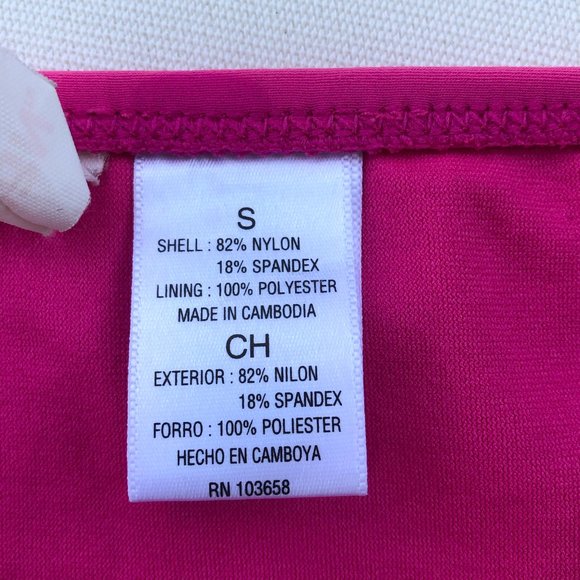 S
SHELL : 82% NYLON
18% SPANDEX
LINING : 100% POLYESTER
MADE IN CAMBODIA
CH
EXTERIOR : 82% NILON
18% SPANDEX
FORRO : 100% POLIESTER
HECHO EN CAMBOYA
RN 103658